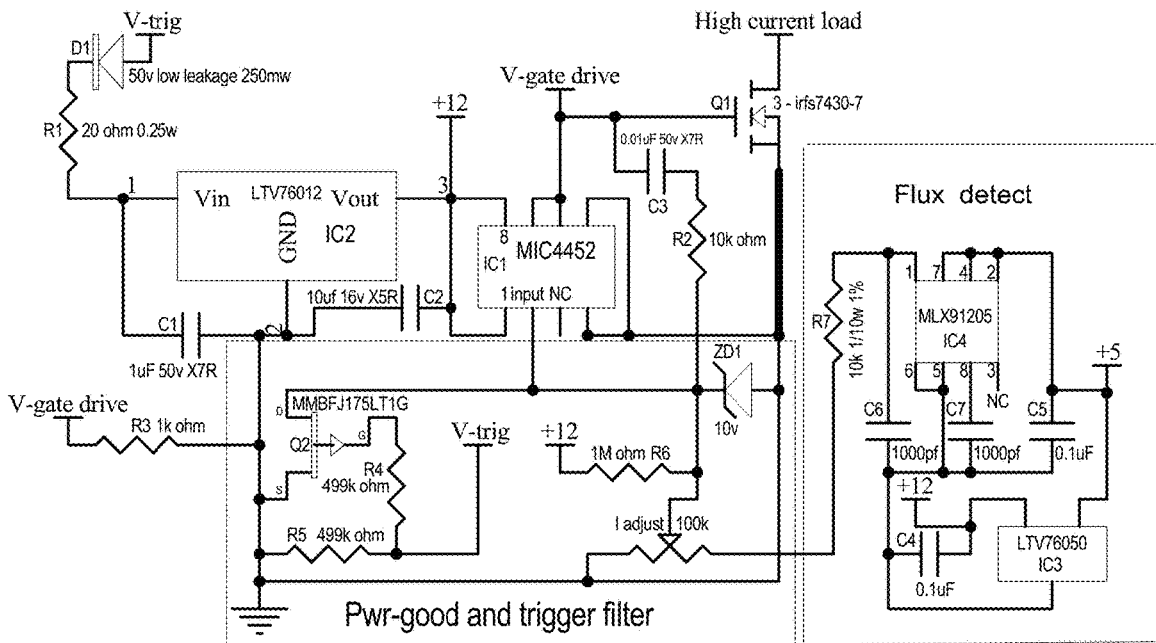 V-trig
D1
50v low leakage 250mw
R1
20 ohm 0.25w
1
Vin
LTV76012
Vout
3
GND
IC2
2
C1
1uF 50v X7R
10uf 16v X5R
C2
+12
V-gate drive
8
IC1
MIC4452
1 input NC
0.01uF 50v X7R
C3
R2
10k ohm
High current load
Q1
3 - irfs7430-7
ZD1
10v
V-gate drive
R3 1k ohm
MMBFJ175LT1G
D
Q2
G
S
R4
499k ohm
R5 499k ohm
V-trig
+12
1M ohm R6
I adjust
100k
Pwr-good and trigger filter
Flux detect
R7
10k 1/10w 1%
1
7
4
2
MLX91205
IC4
6
5
8
3
NC
C6
1000pf
C7
1000pf
C5
0.1uF
+5
+12
C4
0.1uF
LTV76050
IC3